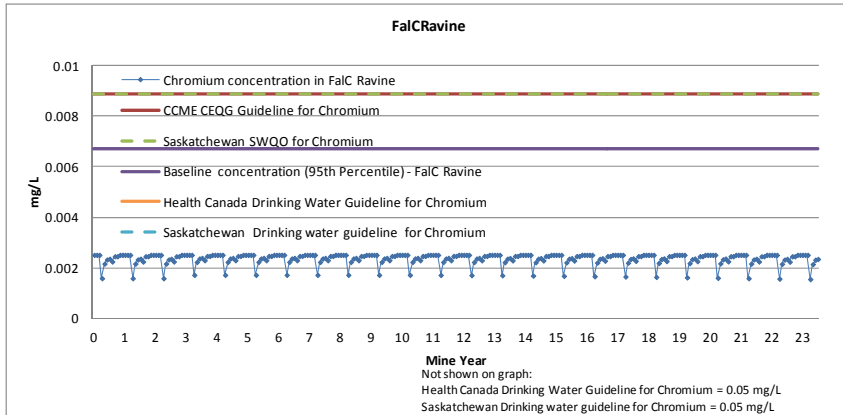 FalCRavine
0.01
Chromium concentration in FalC Ravine
0.008
CCME CEQG Guideline for Chromium
Saskatchewan SWQO for Chromium
0.006
Baseline concentration (95th Percentile) - FalC Ravine
mg/L
0.004
Health Canada Drinking Water Guideline for Chromium
Saskatchewan Drinking water guideline for Chromium
0.002
0
0 1 2 3 4 5 6 7 8 9 10 11 12 13 14 15 16 17 18 19 20 21 22 23
Mine Year
Not shown on graph:
Health Canada Drinking Water Guideline for Chromium = 0.05 mg/L
Saskatchewan Drinking water guideline for Chromium = 0.05 mg/L